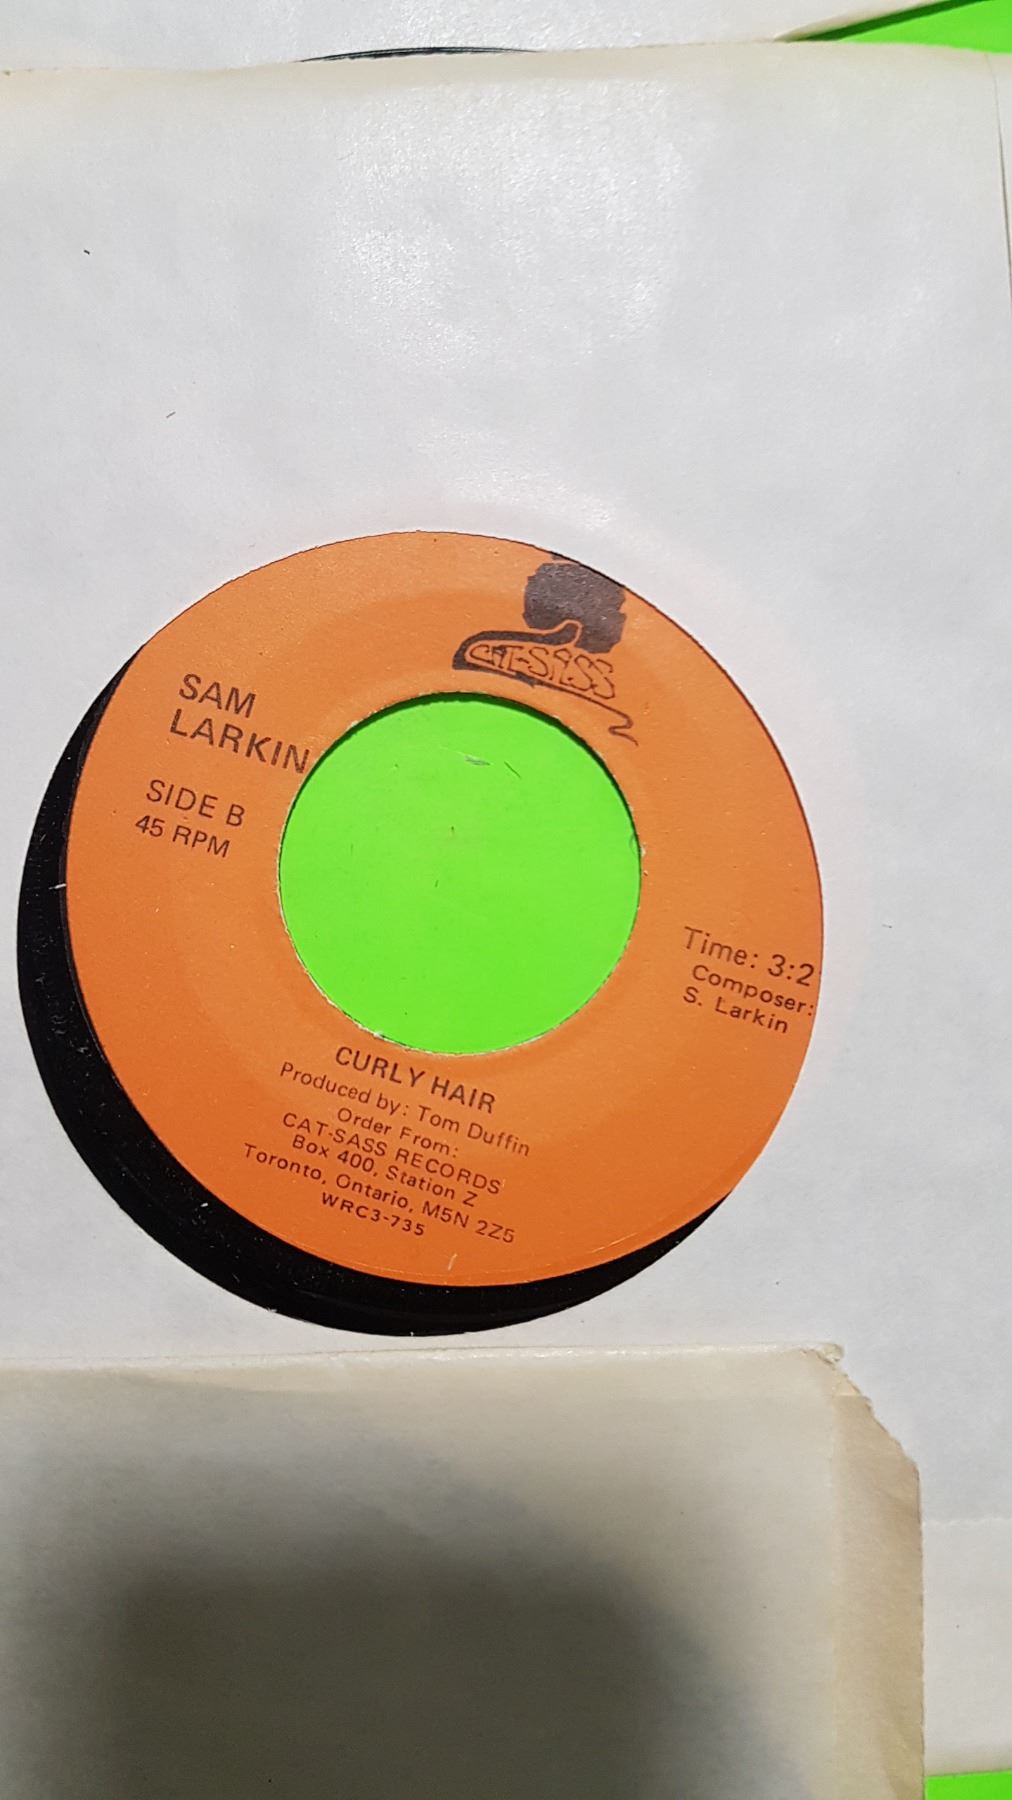 CAT-SASS
SAM
LARKIN
SIDE B
45 RPM
Time: 3:2
Composer:
S. Larkin
CURLY HAIR
Produced by: Tom Duffin
Order From:
CAT-SASS RECORDS
Box 400, Station Z
Toronto, Ontario, M5N 2Z5
WRC3-735